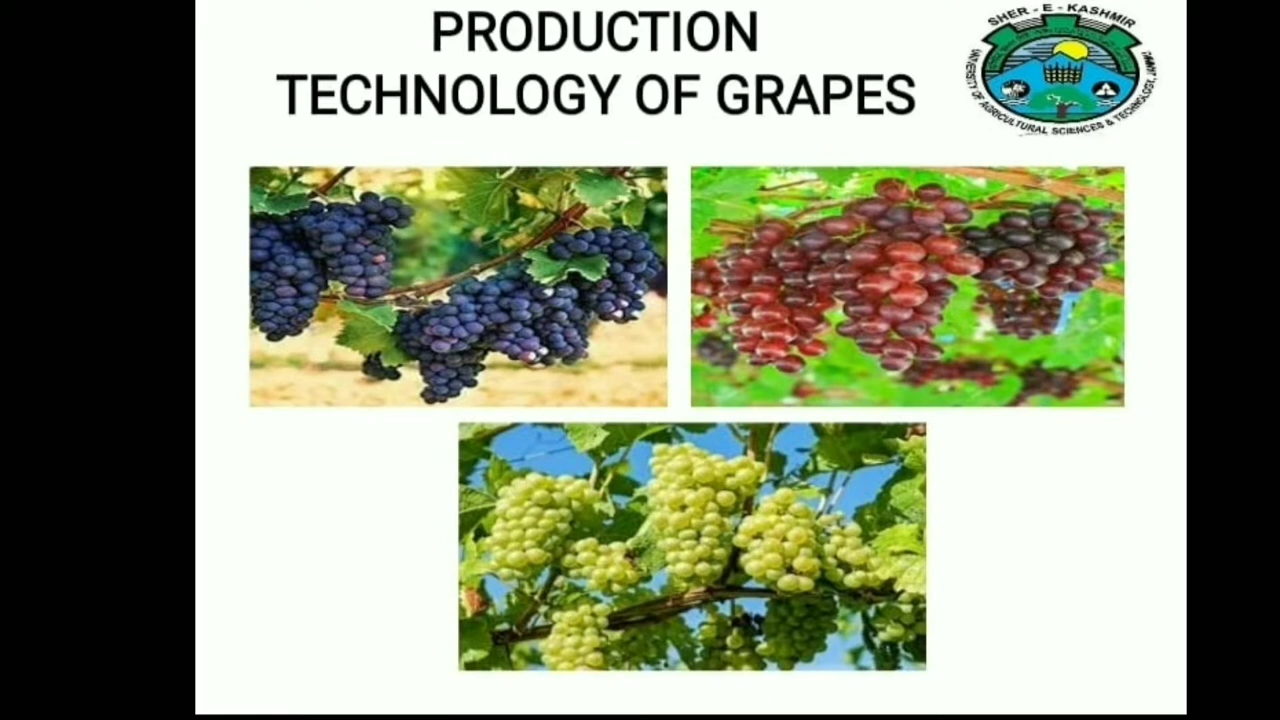 PRODUCTION
TECHNOLOGY OF GRAPES
SHER - E - KASHMIR
UNIVERSITY OF AGRICULTURAL SCIENCES & TECHNOLOGY, JAMMU